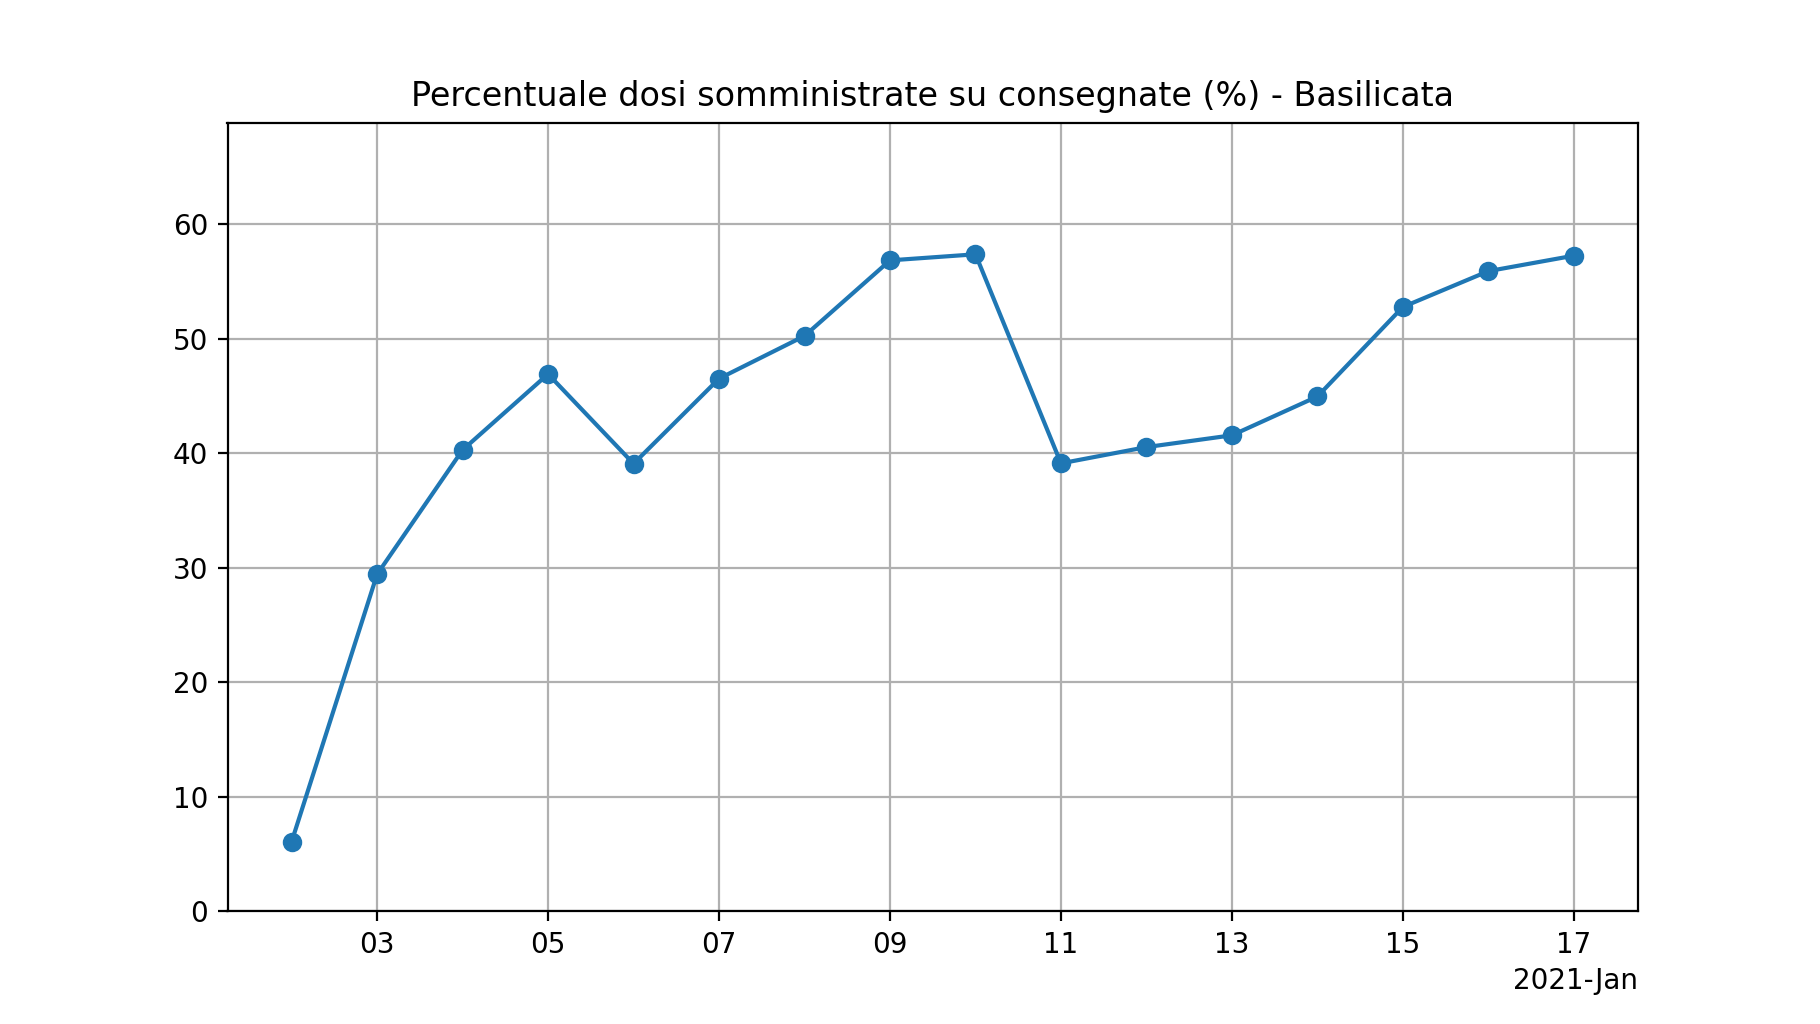 Percentuale dosi somministrate su consegnate (%) - Basilicata
60
50
40
30
20
10
0
03 05 07 09 11 13 15 17
2021-Jan